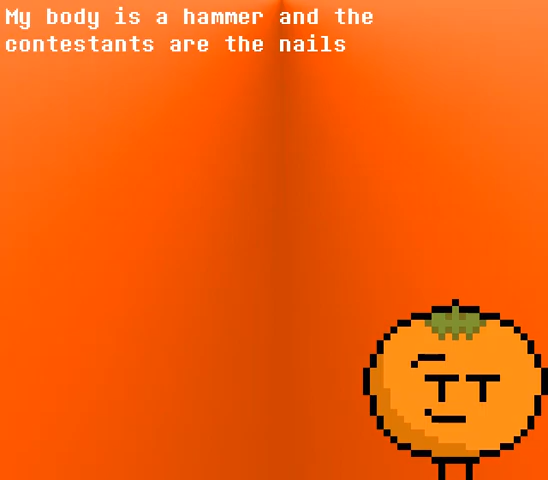 My body is a hammer and the
contestants are the nails